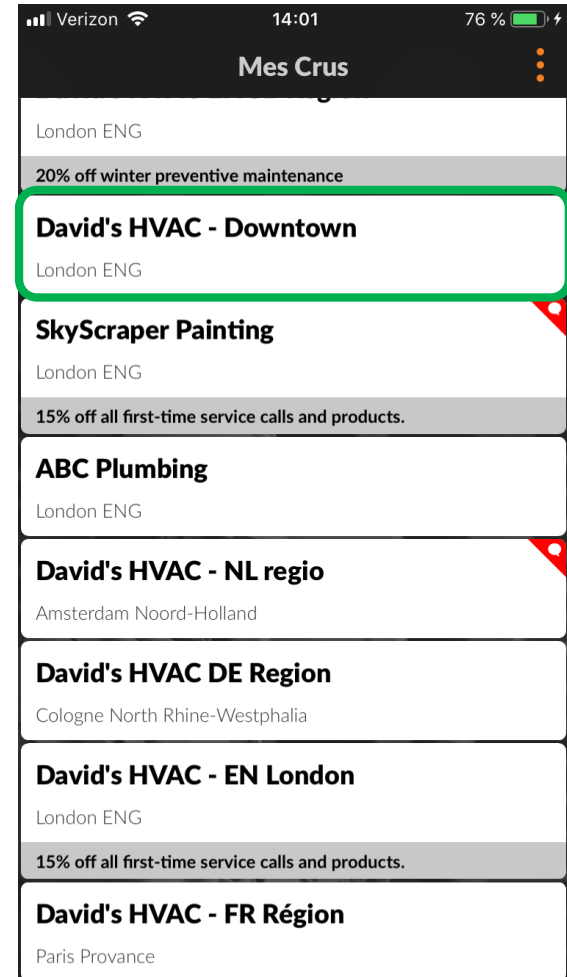 Verizon 14:01 76 %
Mes Crus
London ENG
20% off winter preventive maintenance
David's HVAC - Downtown
London ENG
SkyScraper Painting
London ENG
15% off all first-time service calls and products.
ABC Plumbing
London ENG
David's HVAC - NL regio
Amsterdam Noord-Holland
David's HVAC DE Region
Cologne North Rhine-Westphalia
David's HVAC - EN London
London ENG
15% off all first-time service calls and products.
David's HVAC - FR Région
Paris Provance